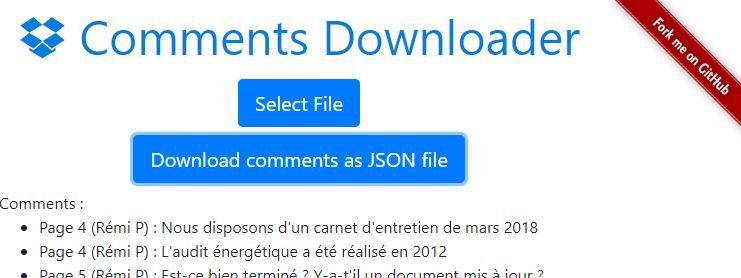 Comments Downloader
Fork me on GitHub
Select File
Download comments as JSON file
Comments :
Page 4 (Rémi P) : Nous disposons d'un carnet d'entretien de mars 2018
Page 4 (Rémi P) : L'audit énergétique a été réalisé en 2012
Page 5 (Rémi P) : Est-ce bien terminé ? Y-a-t'il un document mis à jour ?